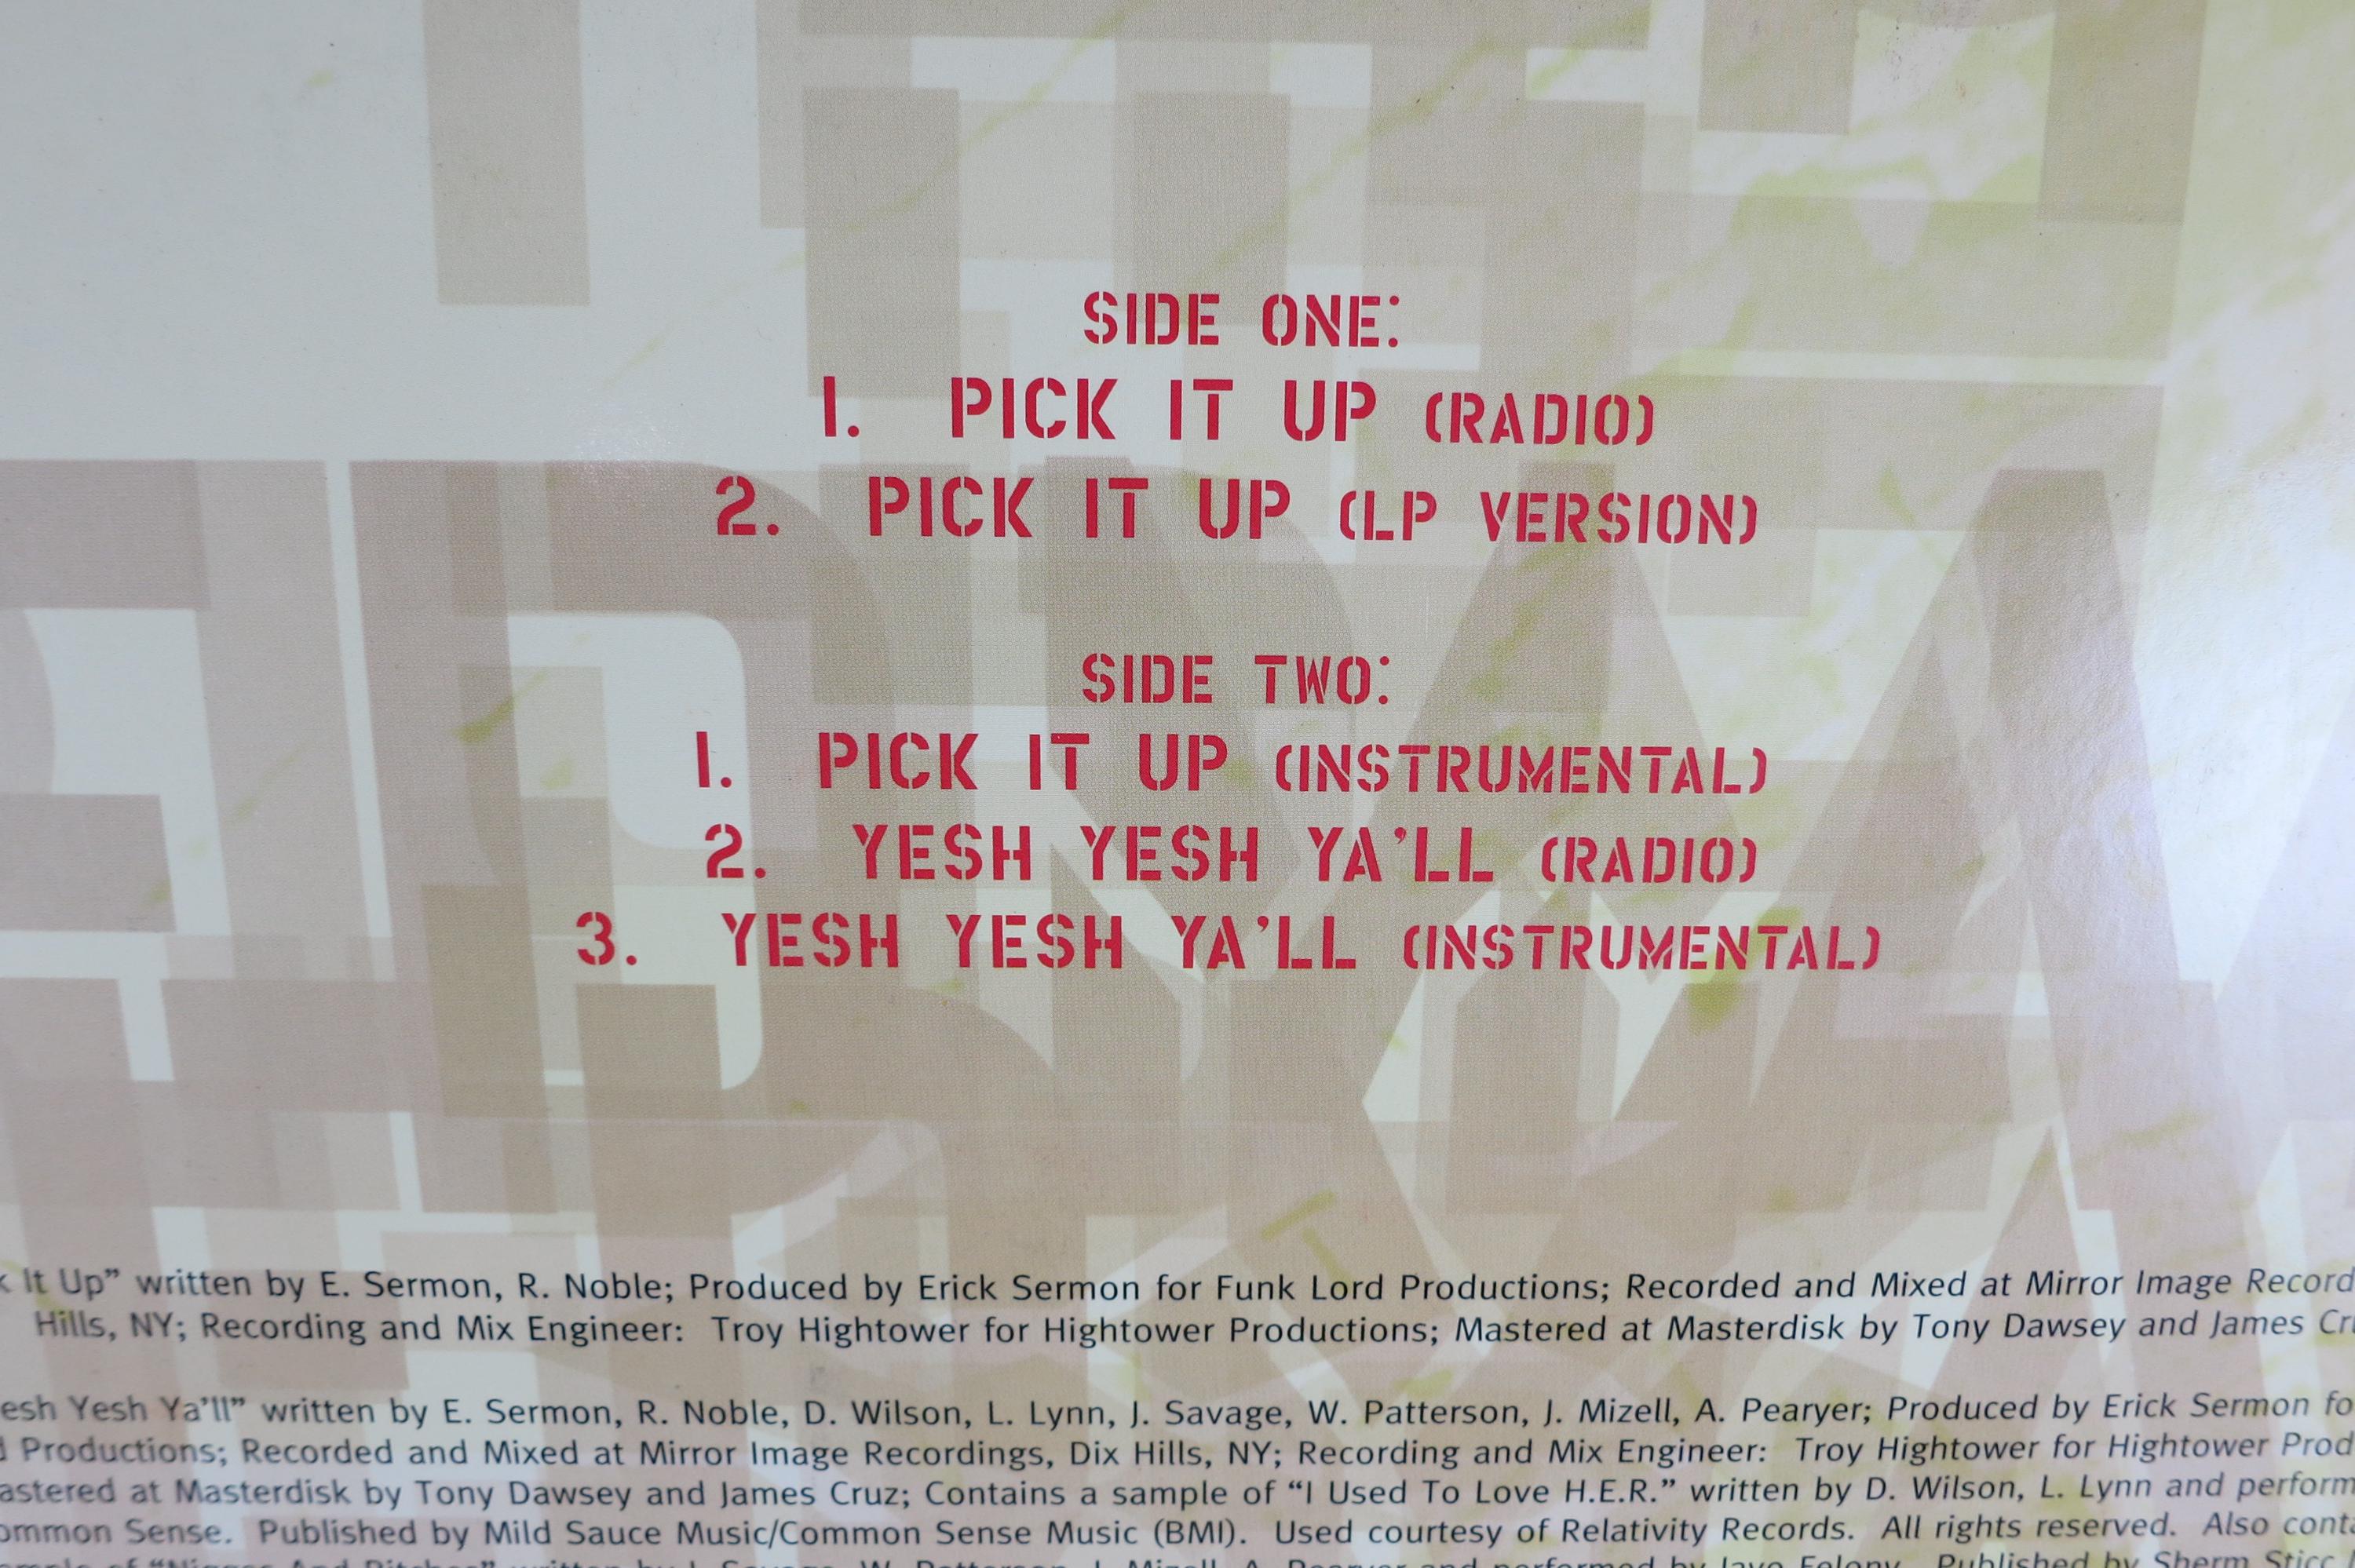 SIDE ONE:
1. PICK IT UP (RADIO)
2. PICK IT UP (LP VERSION)
SIDE TWO:
1. PICK IT UP (INSTRUMENTAL)
2. YESH YESH YA'LL (RADIO)
3. YESH YESH YA'LL (INSTRUMENTAL)
It Up” written by E. Sermon, R. Noble; Produced by Erick Sermon for Funk Lord Productions; Recorded and Mixed at Mirror Image Record
Hills, NY; Recording and Mix Engineer: Troy Hightower for Hightower Productions; Mastered at Masterdisk by Tony Dawsey and James
esh Yesh Ya'll” written by E. Sermon, R. Noble, D. Wilson, L. Lynn, J. Savage, W. Patterson, J. Mizell, A. Pearyer; Produced by Erick Sermon fo
Productions; Recorded and Mixed at Mirror Image Recordings, Dix Hills, NY; Recording and Mix Engineer: Troy Hightower for Hightower Prod
astered at Masterdisk by Tony Dawsey and James Cruz; Contains a sample of “I Used To Love H.E.R.” written by D. Wilson, L. Lynn and perform
ommon Sense. Published by Mild Sauce Music/Common Sense Music (BMI). Used courtesy of Relativity Records. All rights reserved. Also cont